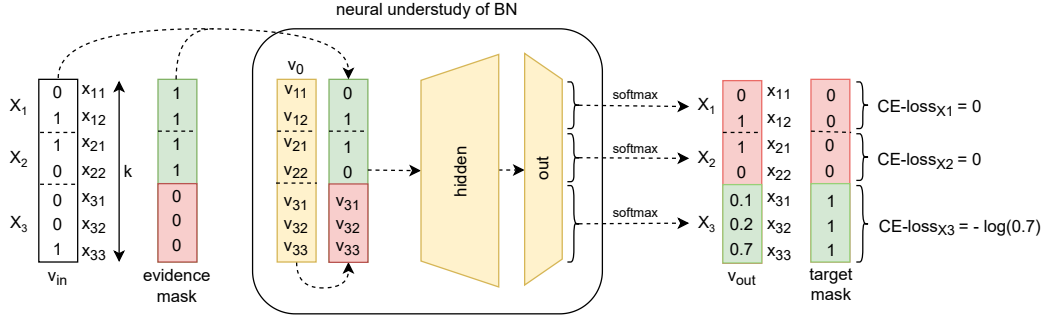 neural understudy of BN
X1
X2
X3
0
1
1
0
0
0
1
x11
x12
x21
x22
x31
x32
x33
vin
k
1
1
1
1
0
0
0
evidence
mask
v0
v11
v12
v21
v22
v31
v32
v33
0
1
1
0
v31
v32
v33
hidden
out
softmax
softmax
softmax
X1
X2
X3
0
1
1
0
0.1
0.2
0.7
x11
x12
x21
x22
x31
x32
x33
vout
0
0
0
0
1
1
1
target
mask
CE-lossX1 = 0
CE-lossX2 = 0
CE-lossX3 = - log(0.7)